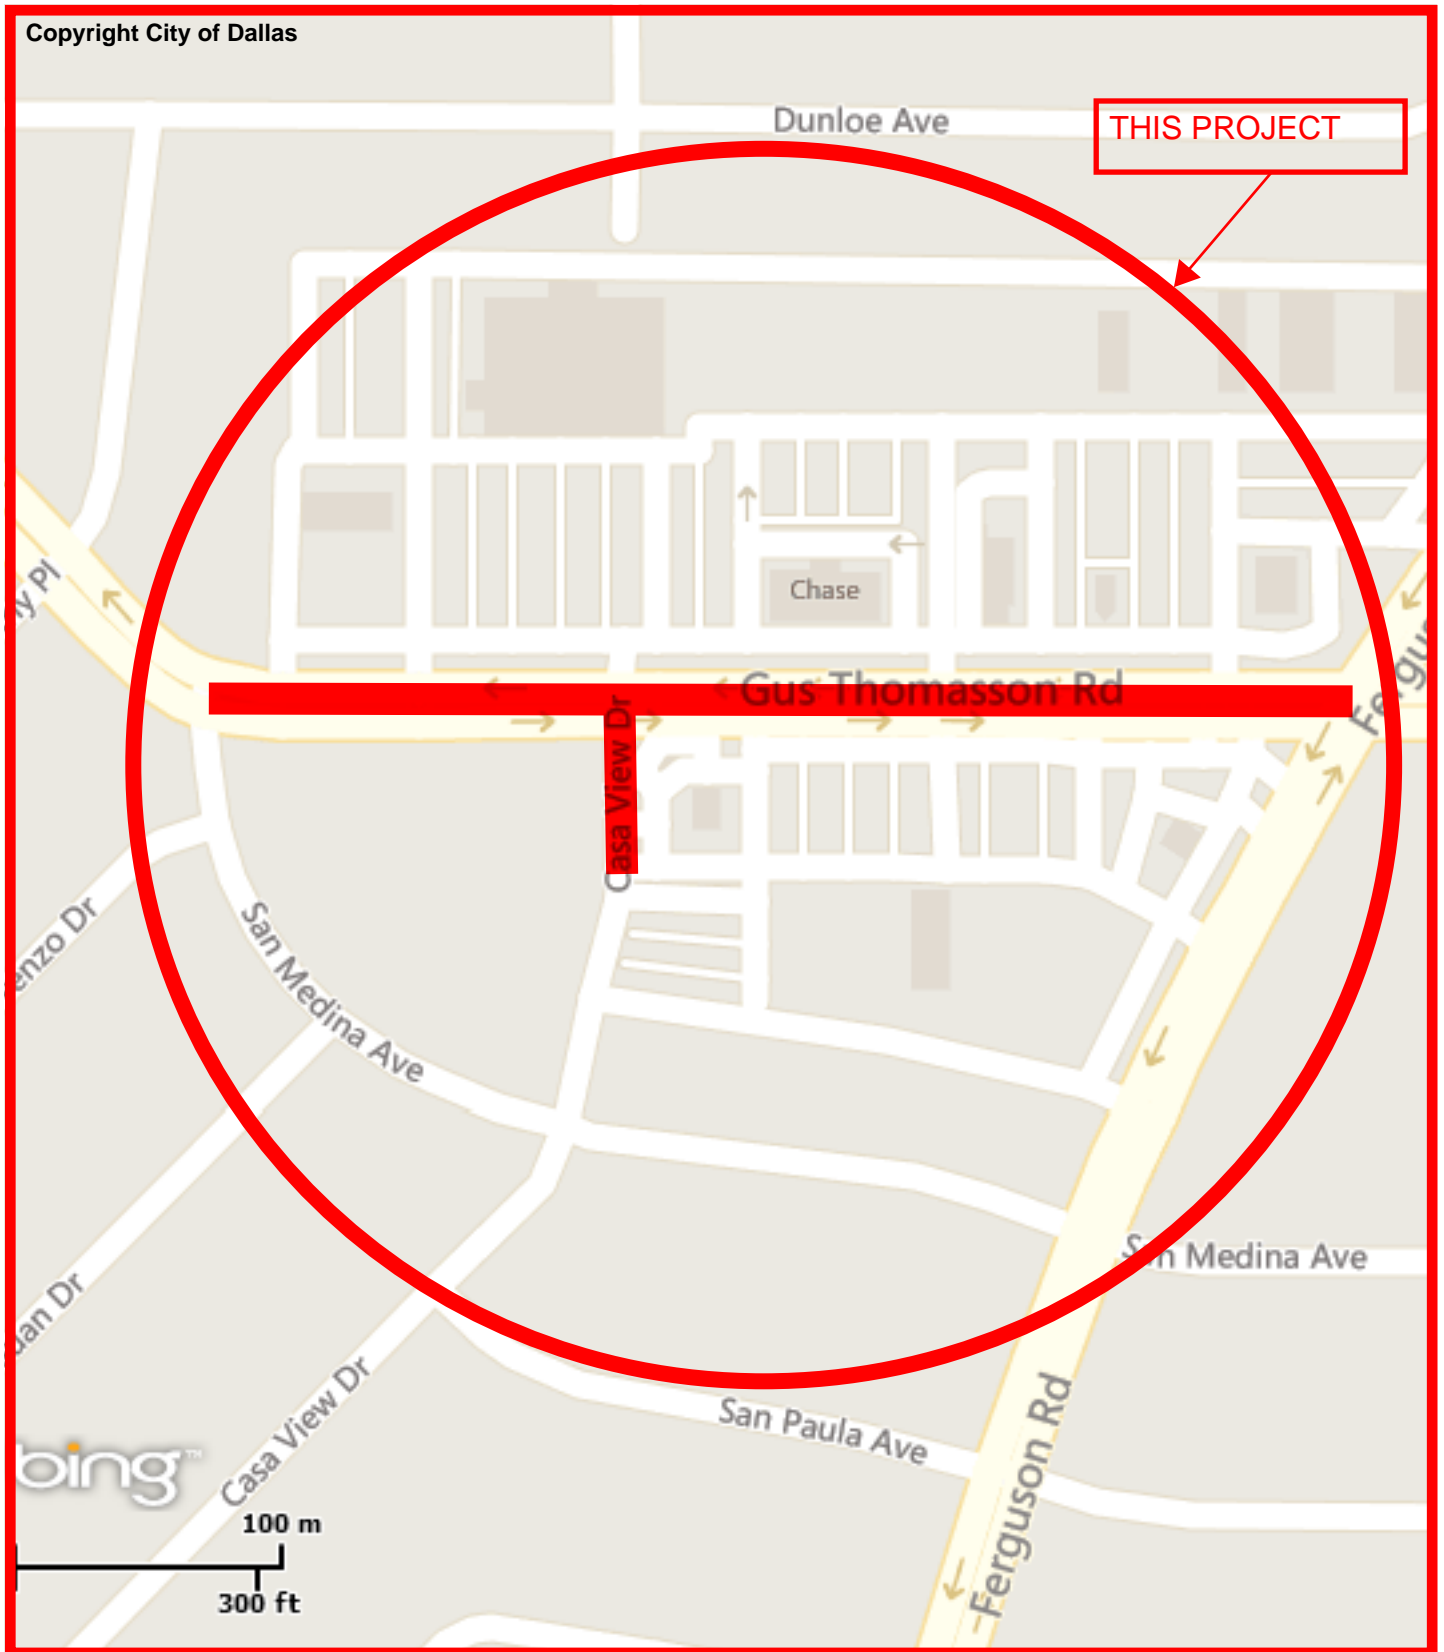 Copyright City of Dallas
Dunloe Ave
THIS PROJECT
Chase
Gus Thomasson Rd
Casa View Dr
San Medina Ave
San Medina Ave
Casa View Dr
San Paula Ave
Ferguson Rd
bing™
100 m
300 ft